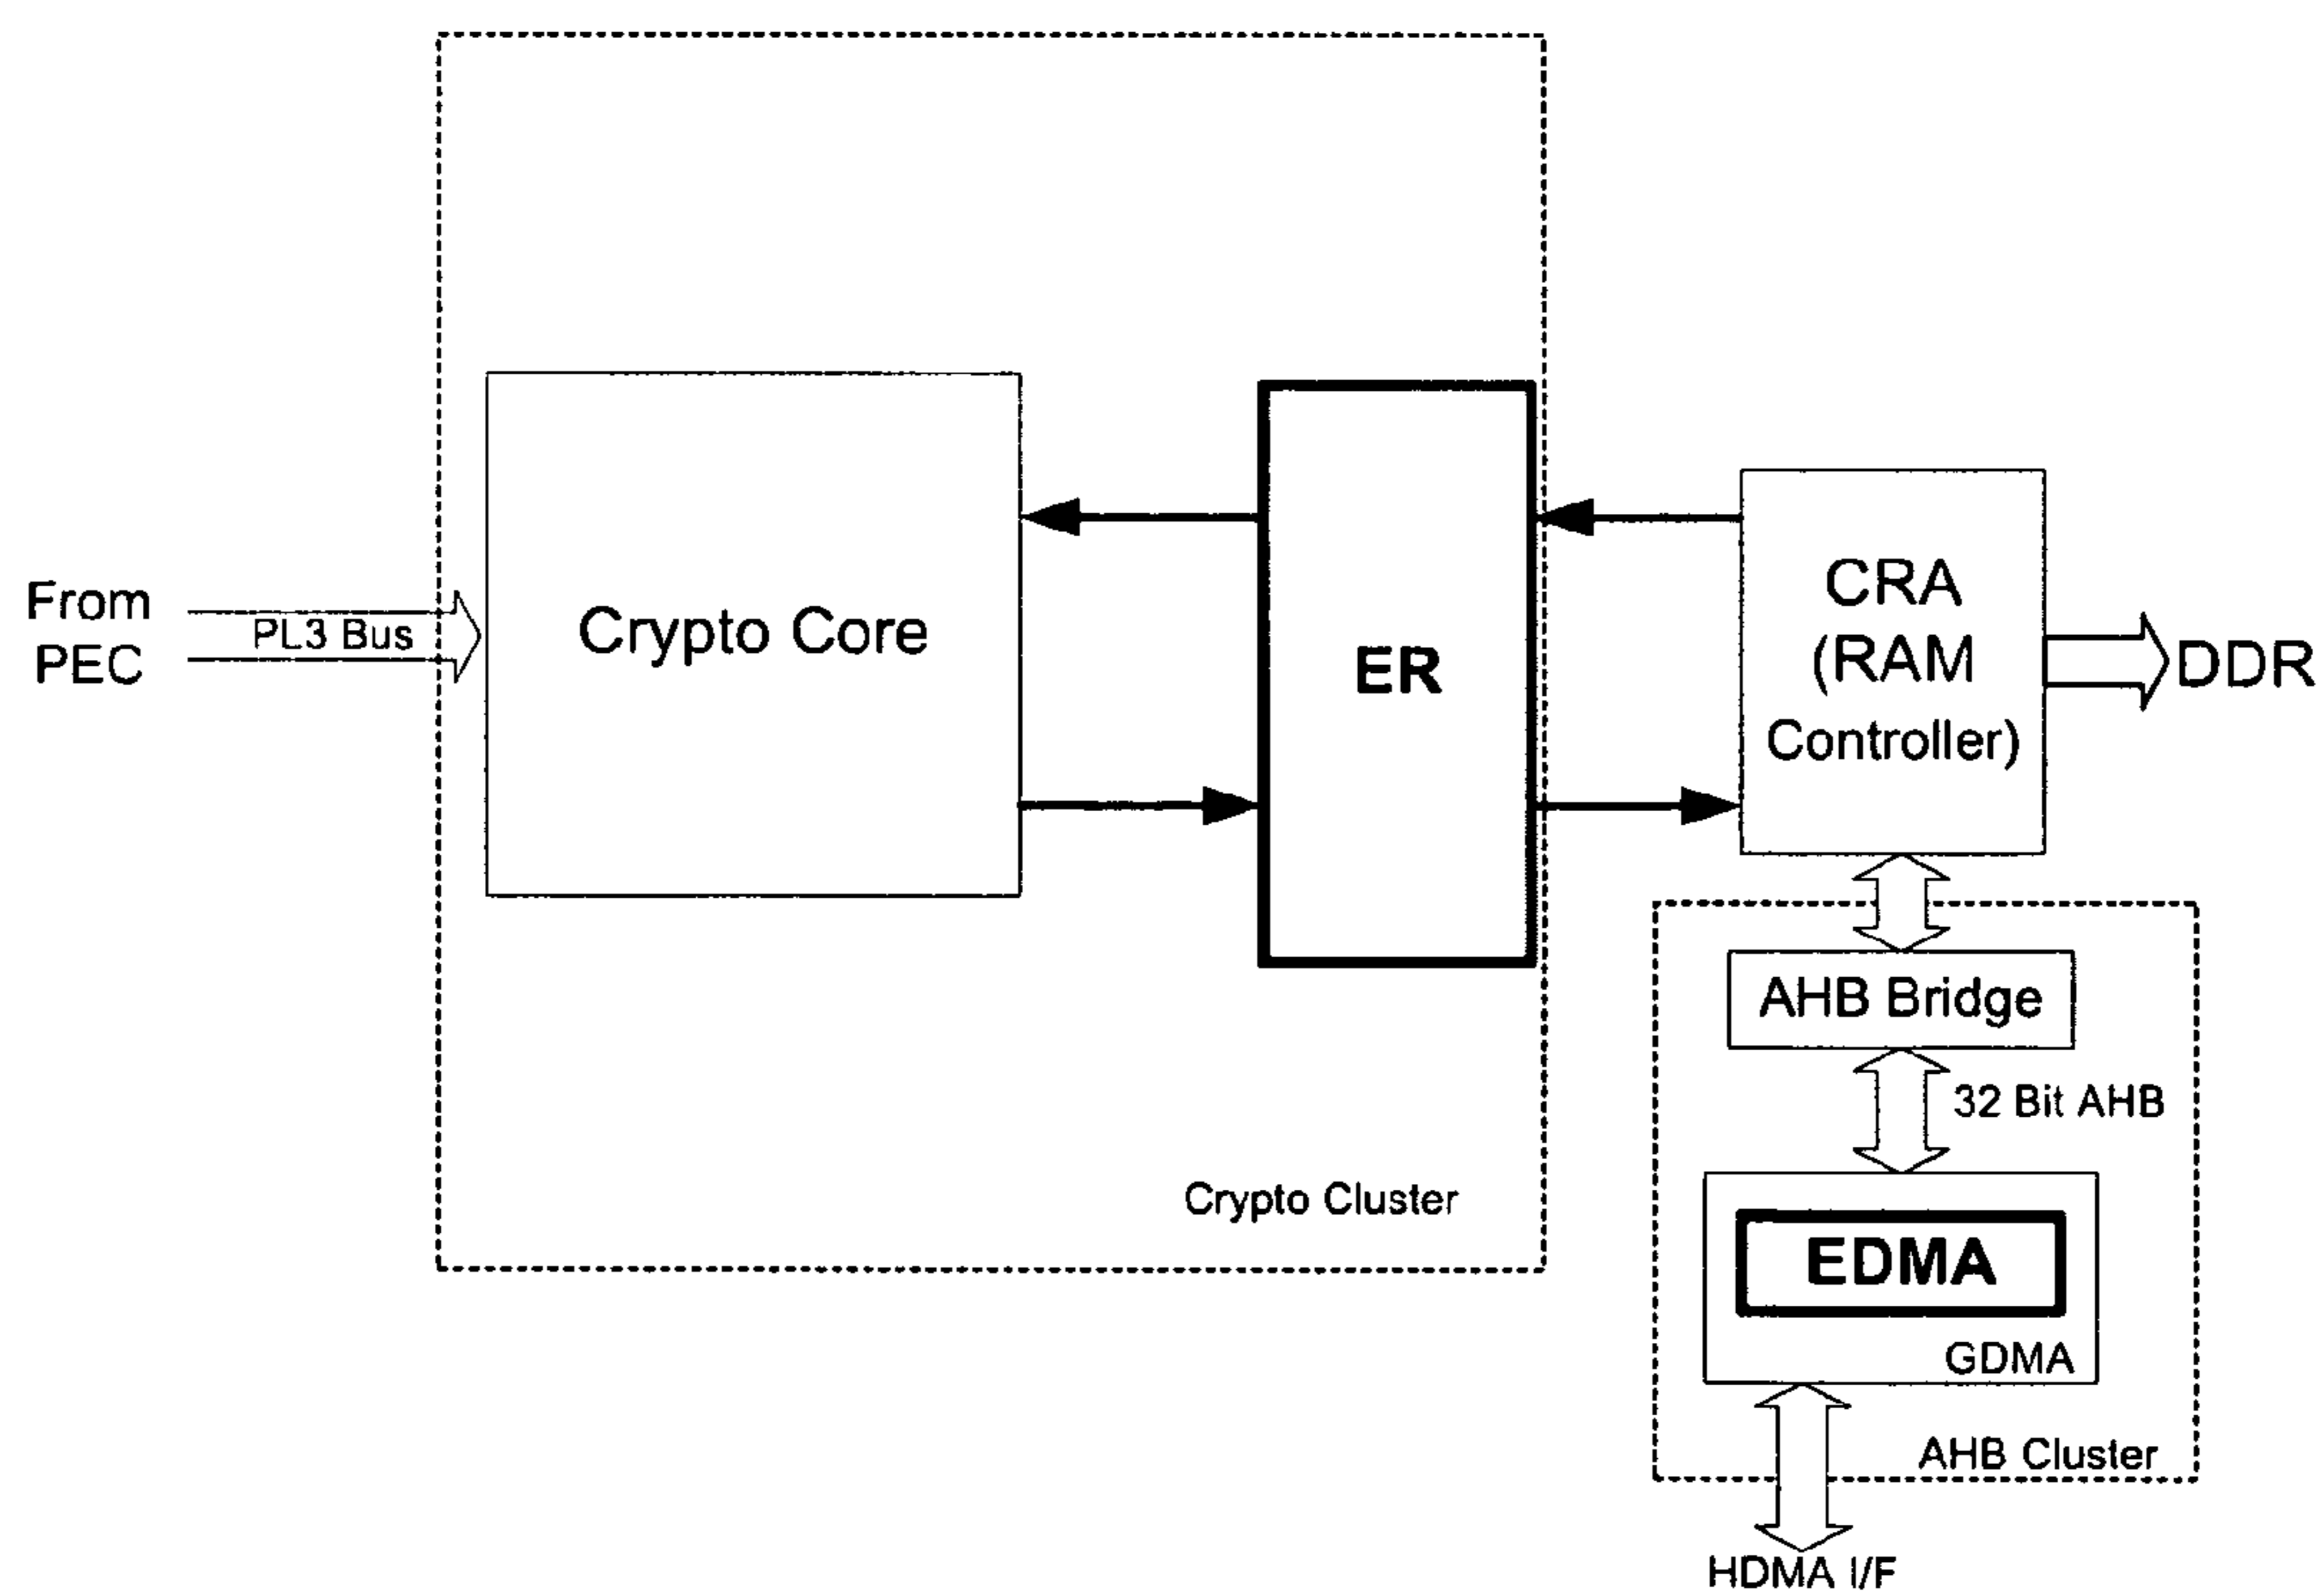 From
PEC
PL3 Bus
Crypto Core
ER
CRA
(RAM
Controller)
DDR
AHB Bridge
32 Bit AHB
Crypto Cluster
EDMA
GDMA
AHB Cluster
HDMA I/F